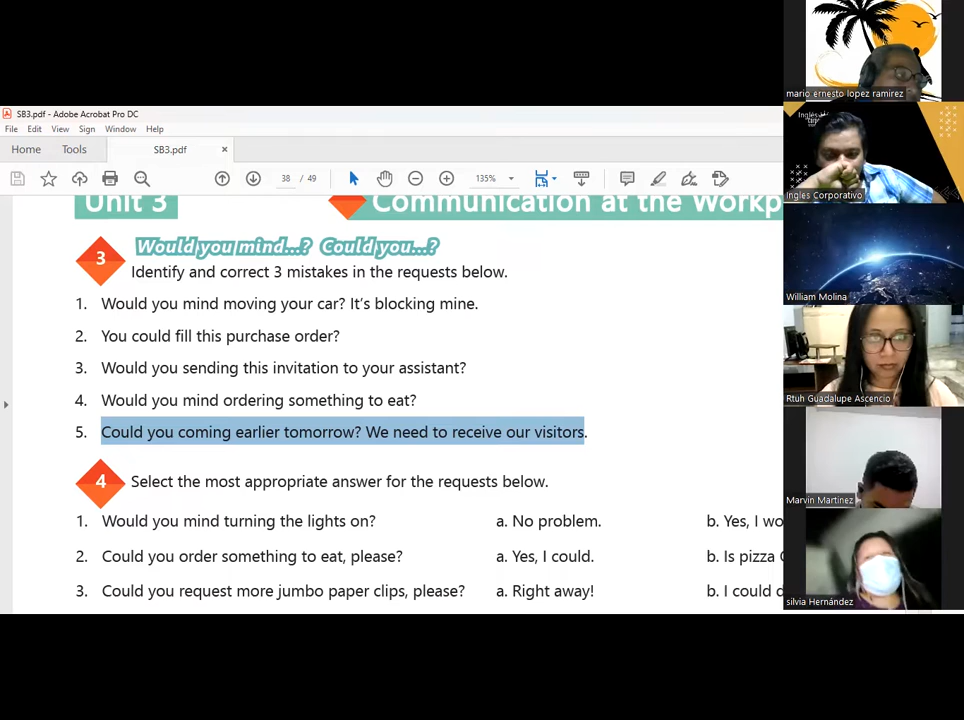 SB3.pdf - Adobe Acrobat Pro DC
File Edit View Sign Window Help
Home Tools SB3.pdf ×
38 / 49 135%
Unit 3 Communication at the Workp
3 Would you mind...? Could you...?
Identify and correct 3 mistakes in the requests below.
1. Would you mind moving your car? It's blocking mine.
2. You could fill this purchase order?
3. Would you sending this invitation to your assistant?
4. Would you mind ordering something to eat?
5. Could you coming earlier tomorrow? We need to receive our visitors.
4 Select the most appropriate answer for the requests below.
1. Would you mind turning the lights on? a. No problem. b. Yes, I wo
2. Could you order something to eat, please? a. Yes, I could. b. Is pizza
3. Could you request more jumbo paper clips, please? a. Right away! b. I could d
mario ernesto lopez ramirez
Ingles Corporativo
William Molina
Rtuh Guadalupe Ascencio
Marvin Martinez
silvia Hernández